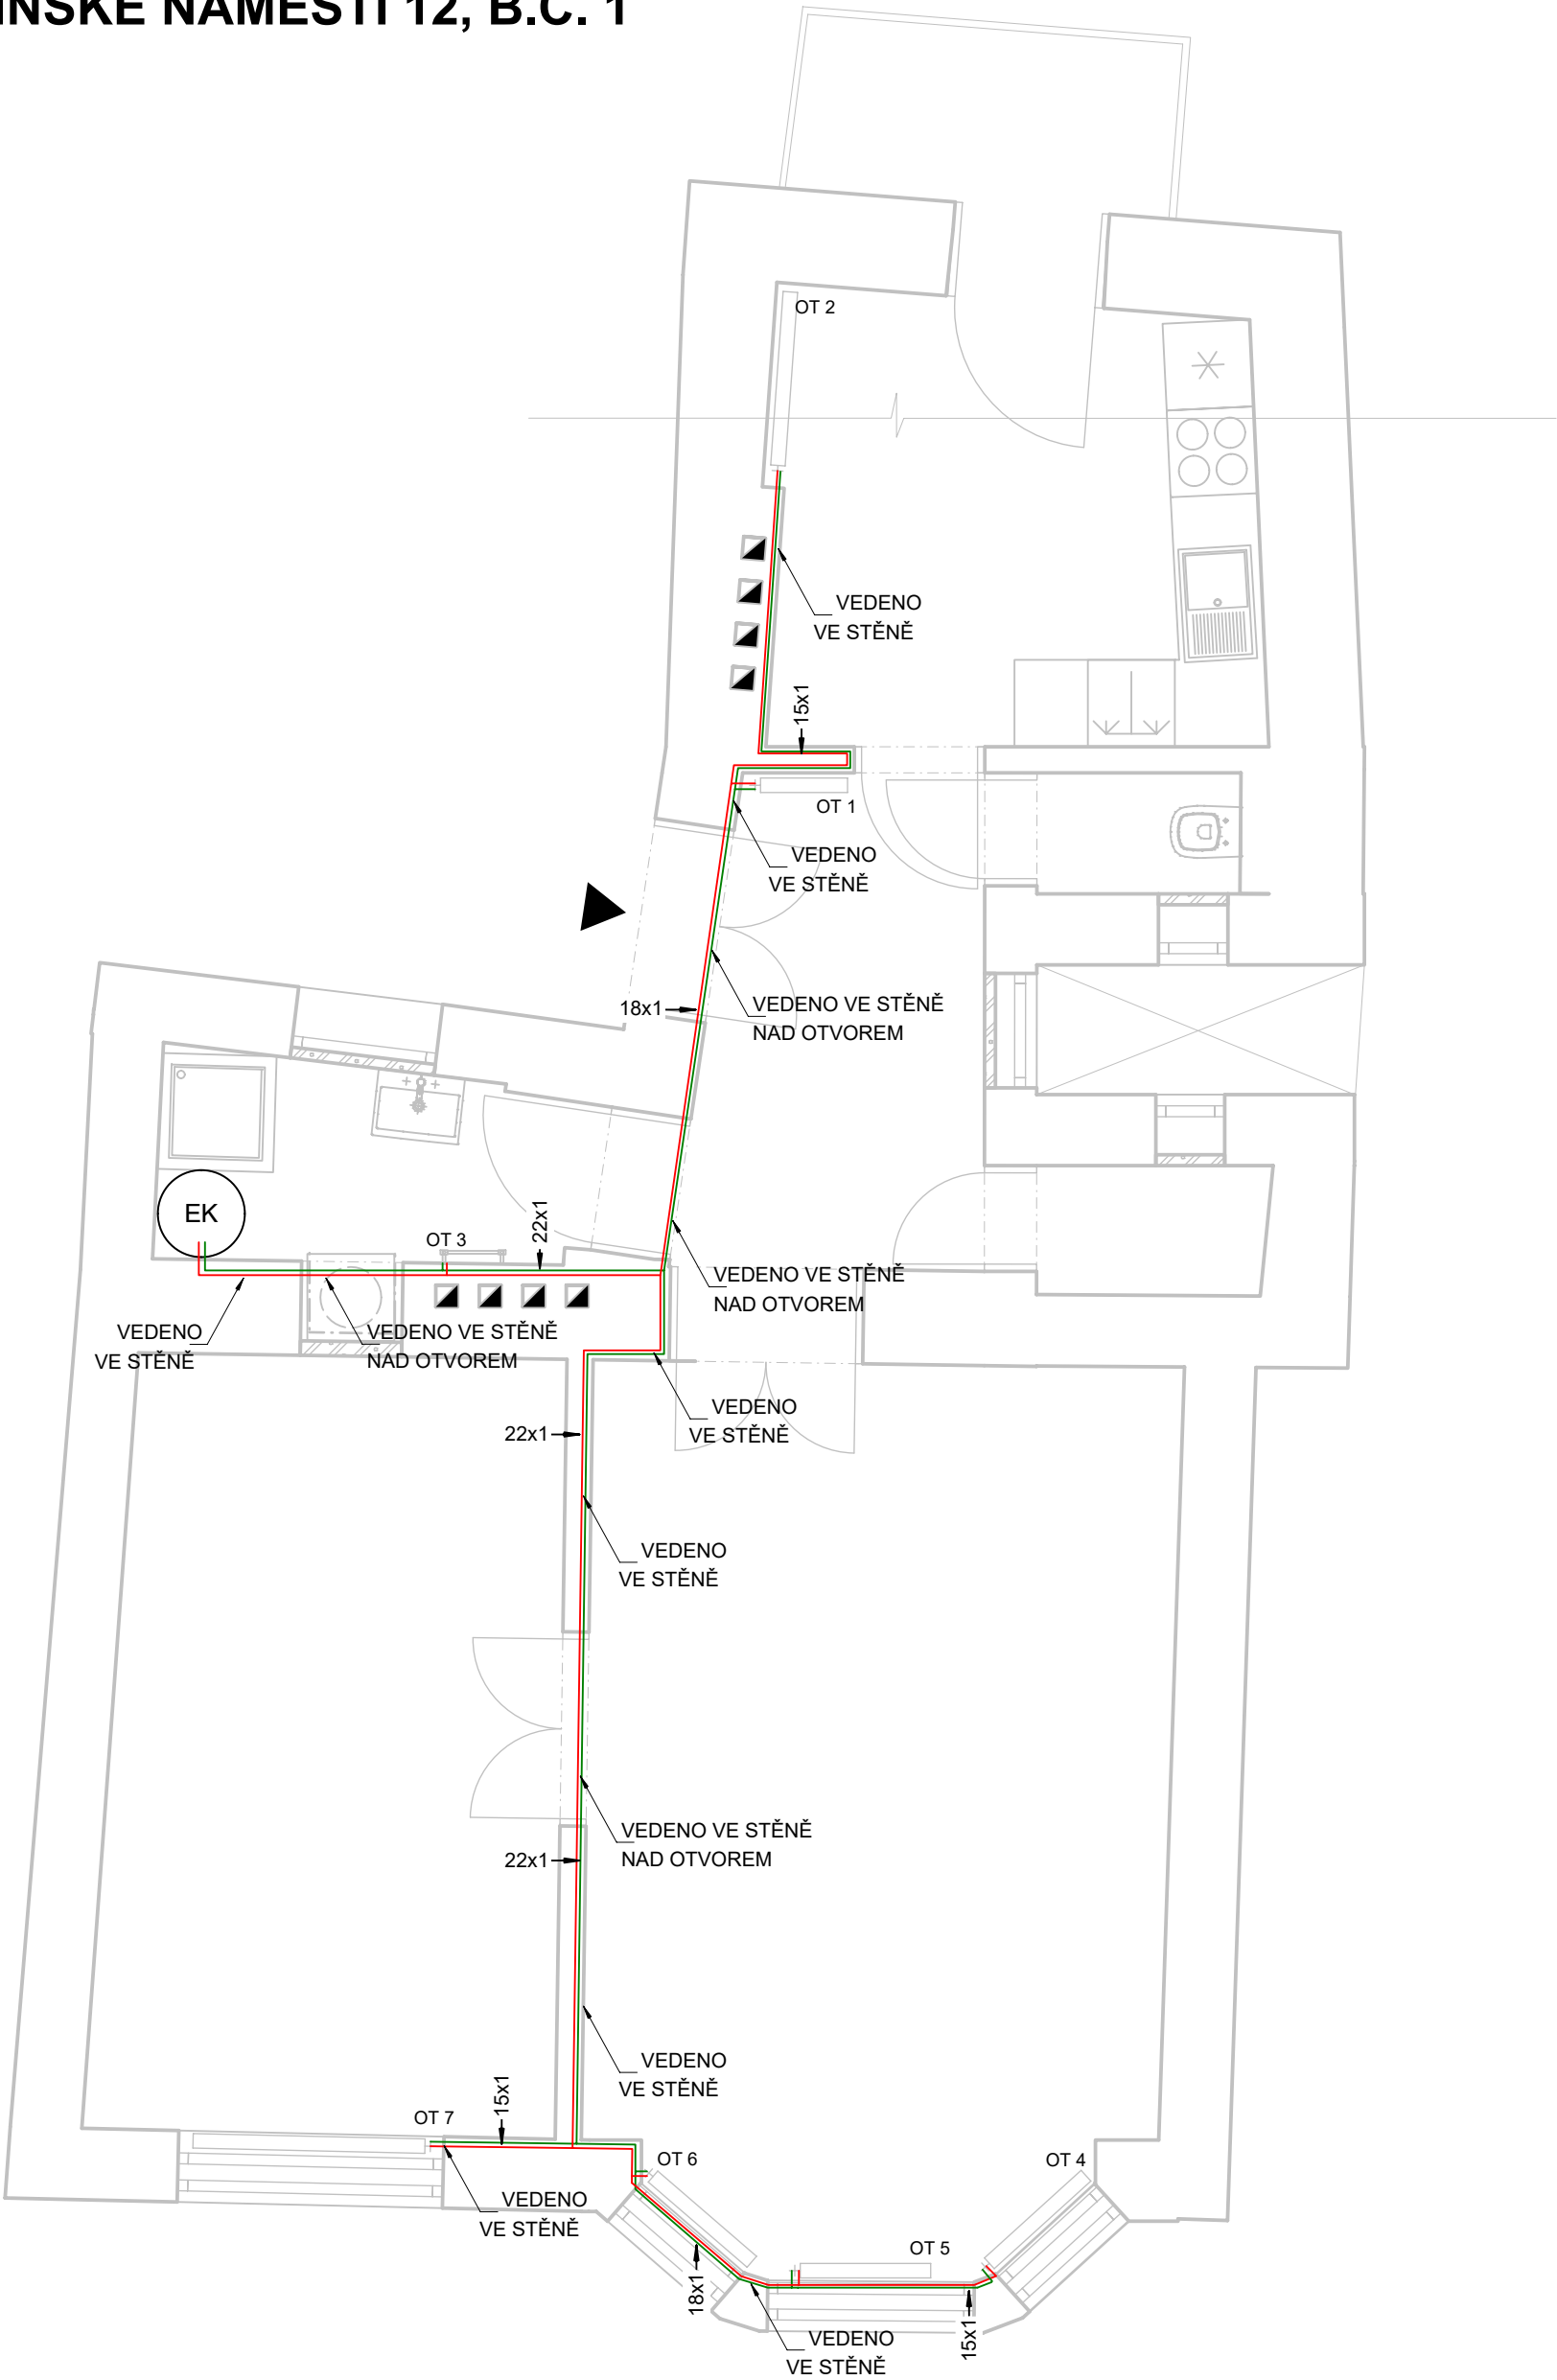 NÁMĚSTÍ 12, B.Č. 1
OT 2
VEDENO
VE STĚNĚ
15x1
OT 1
VEDENO
VE STĚNĚ
18x1
VEDENO VE STĚNĚ
NAD OTVOREM
EK
OT 3
22x1
VEDENO VE STĚNĚ
NAD OTVOREM
VEDENO
VE STĚNĚ
VEDENO VE STĚNĚ
NAD OTVOREM
VEDENO
VE STĚNĚ
22x1
VEDENO
VE STĚNĚ
VEDENO VE STĚNĚ
NAD OTVOREM
22x1
VEDENO
VE STĚNĚ
15x1
OT 7
OT 6
OT 4
VEDENO
VE STĚNĚ
OT 5
18x1
15x1
VEDENO
VE STĚNĚ